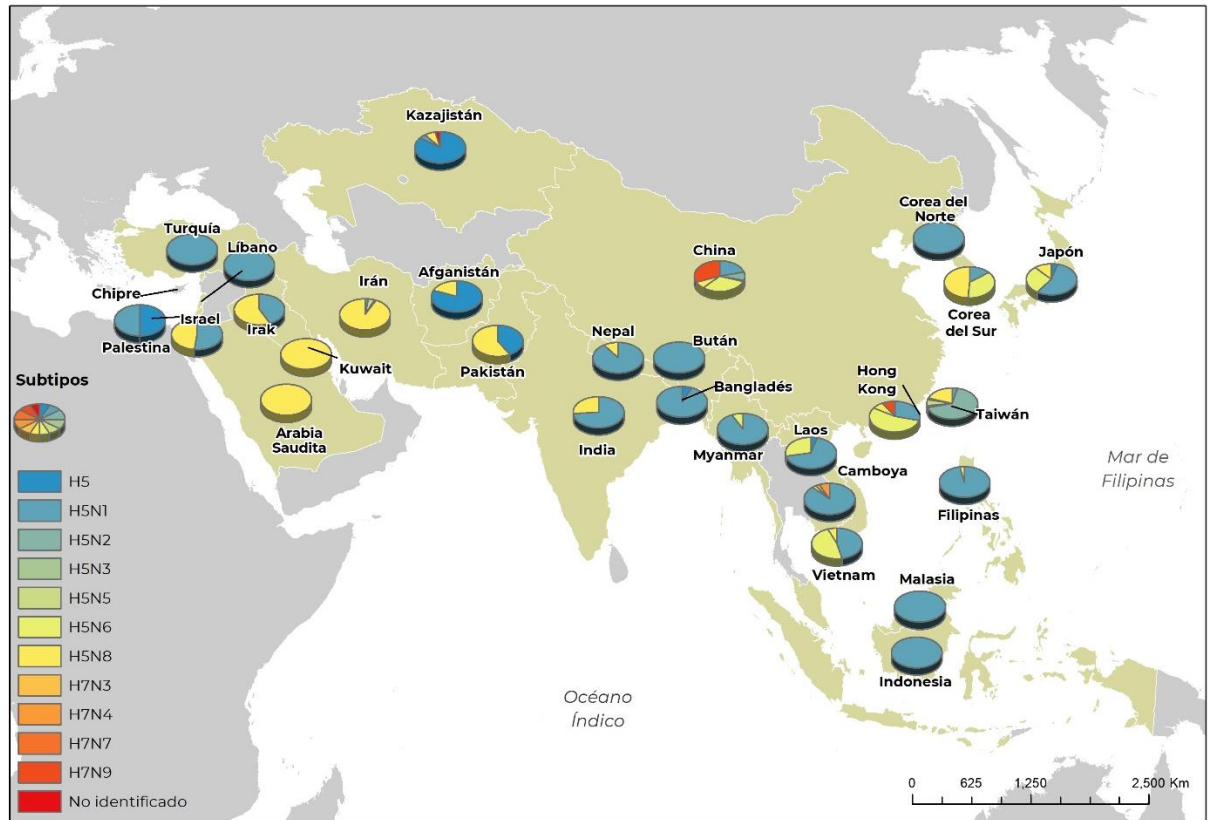 Kazajistán
Turquía
Líbano
Chipre
Israel
Palestina
Irak
Irán
Afganistán
Kuwait
Pakistán
Arabia
Saudita
Nepal
Bután
India
Bangladés
Myanmar
China
Corea del
Norte
Japón
Corea
del Sur
Hong
Kong
Taiwán
Laos
Camboya
Vietnam
Filipinas
Malasia
Indonesia
Mar de
Filipinas
Océano
Índico
Subtipos
H5
H5N1
H5N2
H5N3
H5N5
H5N6
H5N8
H7N3
H7N4
H7N7
H7N9
No identificado
0 625 1,250 2,500 Km